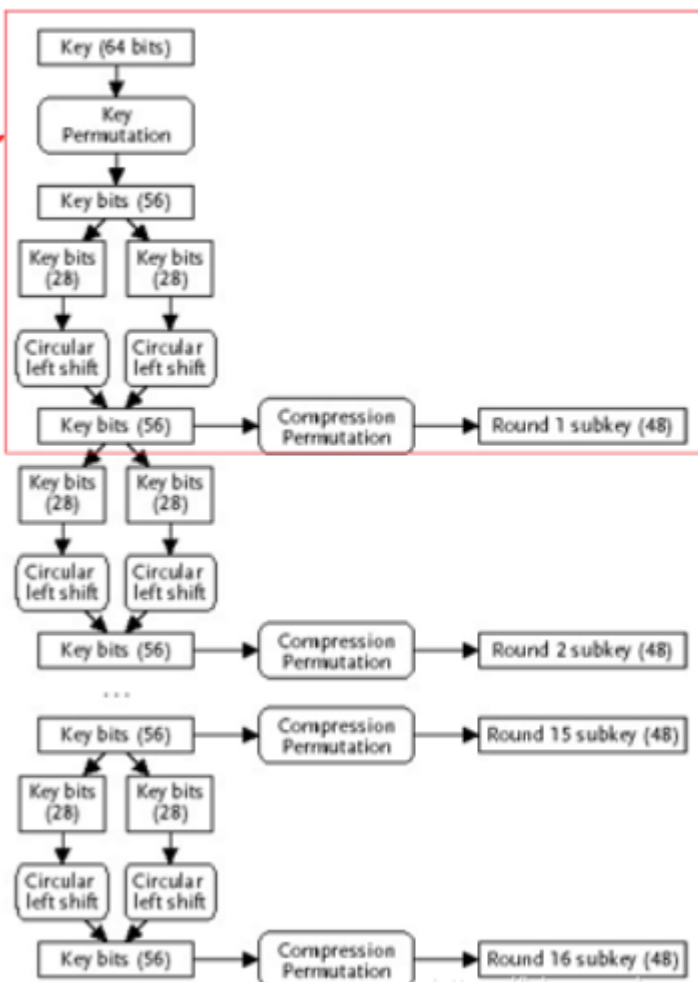 Key (64 bits)
Key
Permutation
Key bits (56)
Key bits
(28)
Key bits
(28)
Circular
left shift
Circular
left shift
Key bits (56)
Compression
Permutation
Round 1 subkey (48)
Key bits
(28)
Key bits
(28)
Circular
left shift
Circular
left shift
Key bits (56)
Compression
Permutation
Round 2 subkey (48)
...
Key bits (56)
Compression
Permutation
Round 15 subkey (48)
Key bits
(28)
Key bits
(28)
Circular
left shift
Circular
left shift
Key bits (56)
Compression
Permutation
Round 16 subkey (48)